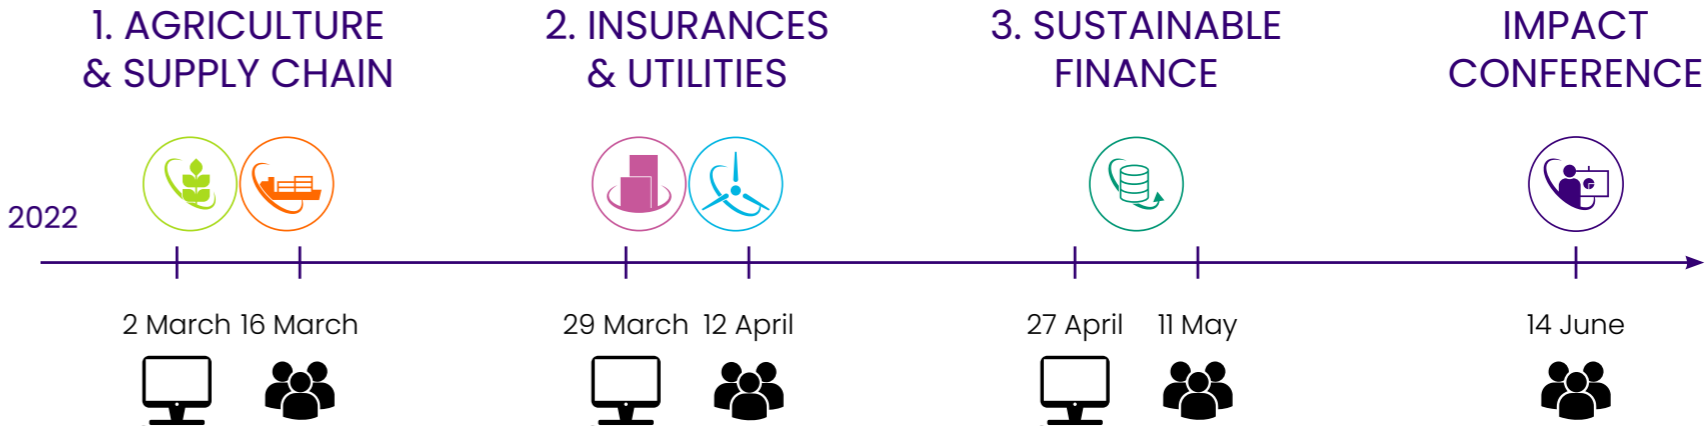 1. AGRICULTURE
& SUPPLY CHAIN
2. INSURANCES
& UTILITIES
3. SUSTAINABLE
FINANCE
IMPACT
CONFERENCE
2022
2 March
16 March
29 March
12 April
27 April
11 May
14 June